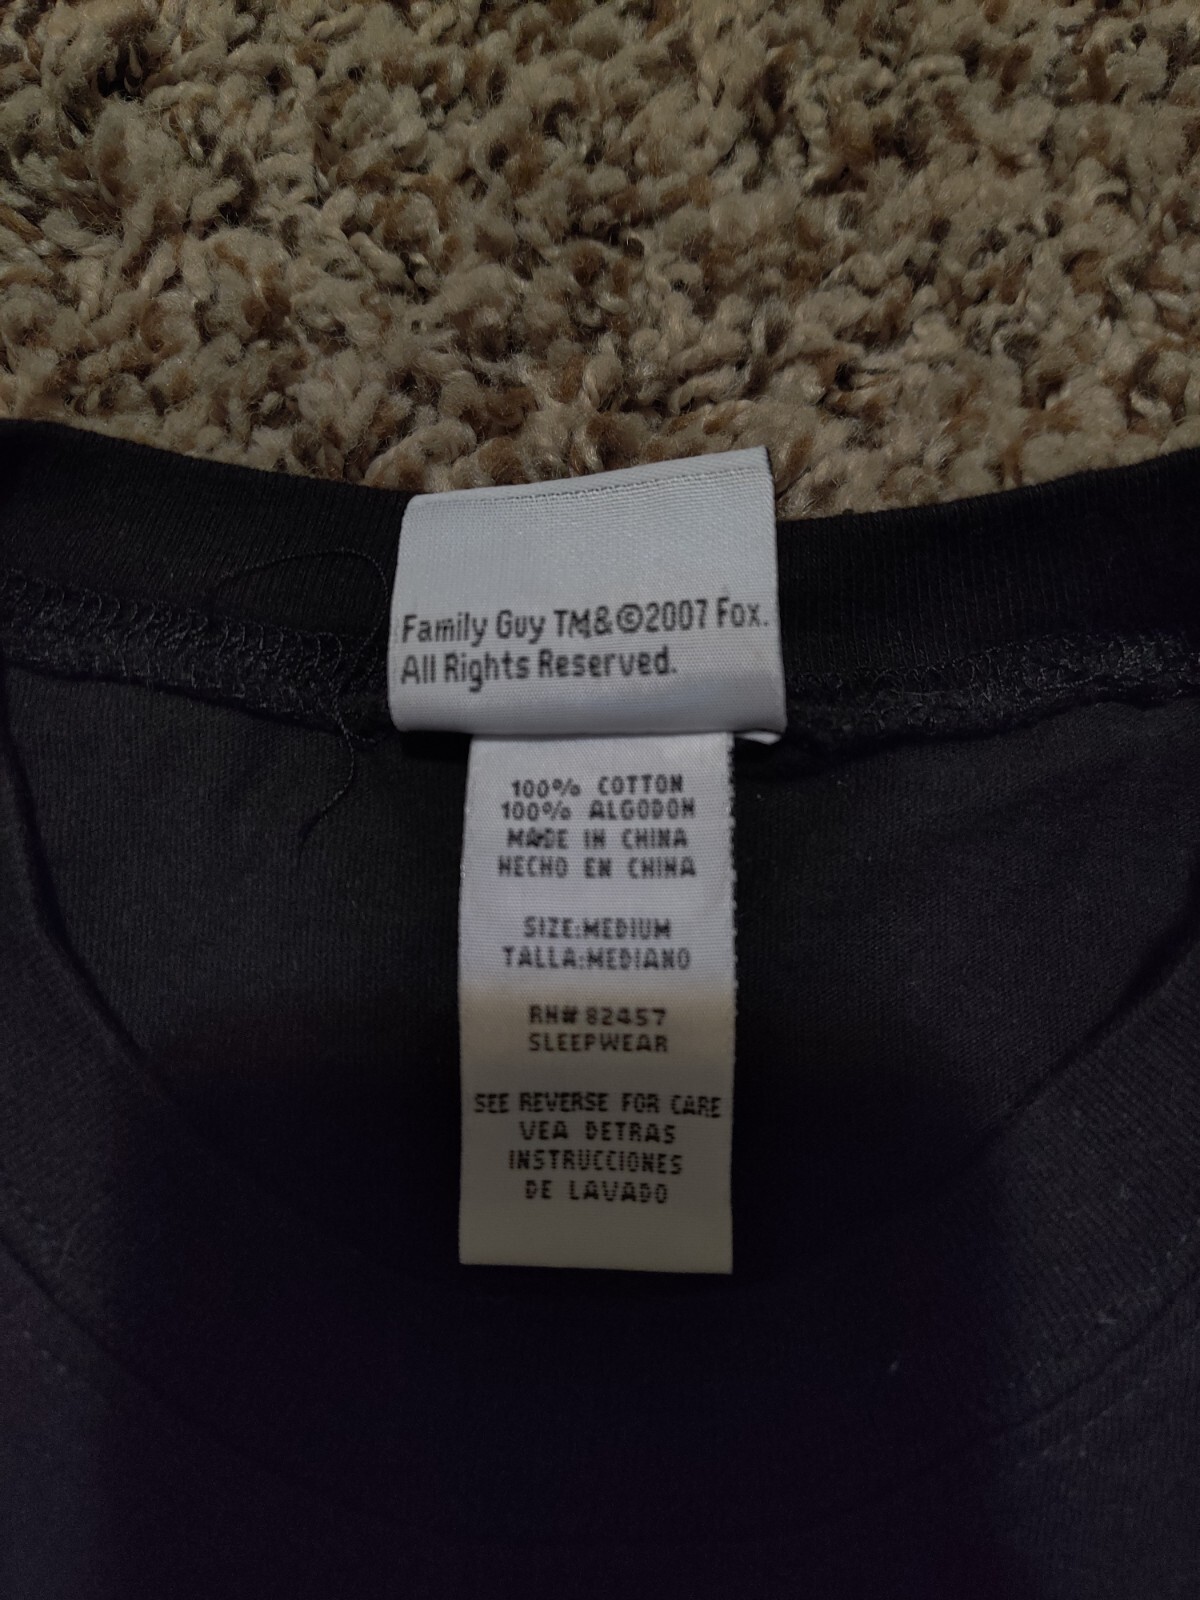 Family Guy TM&©2007 Fox.
All Rights Reserved.
100% COTTON
100% ALGODON
MADE IN CHINA
HECHO EN CHINA
SIZE:MEDIUM
TALLA:MEDIANO
RN# 82457
SLEEPWEAR
SEE REVERSE FOR CARE
VEA DETRAS
INSTRUCCIONES
DE LAVADO